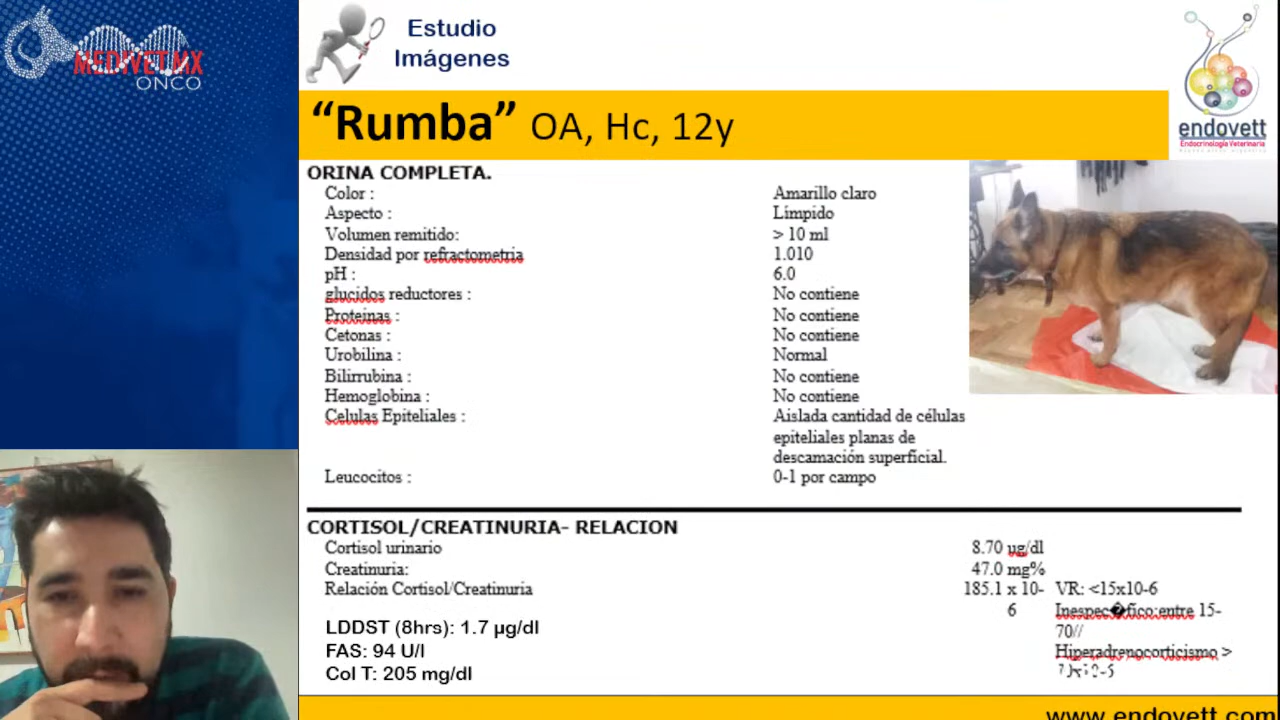 MEDIVET.MX
ONCO
Estudio
Imágenes
endovett
Endocrinología Veterinaria
“Rumba” OA, Hc, 12y
ORINA COMPLETA.
Color : Amarillo claro
Aspecto : Límpido
Volumen remitido: > 10 ml
Densidad por refractometria 1.010
pH : 6.0
glucidos reductores : No contiene
Proteinas : No contiene
Cetonas : No contiene
Urobilina : Normal
Bilirrubina : No contiene
Hemoglobina : No contiene
Celulas Epiteliales : Aislada cantidad de células
epiteliales planas de
descamación superficial.
Leucocitos : 0-1 por campo
CORTISOL/CREATINURIA- RELACION
Cortisol urinario 8.70 ug/dl
Creatinuria: 47.0 mg%
Relación Cortisol/Creatinuria 185.1 x 10- VR: <15x10-6
6 Inespec�fico:entre 15-
70//
Hiperadrenocorticismo >
LDDST (8hrs): 1.7 µg/dl
FAS: 94 U/l
Col T: 205 mg/dl
www.endovett.com